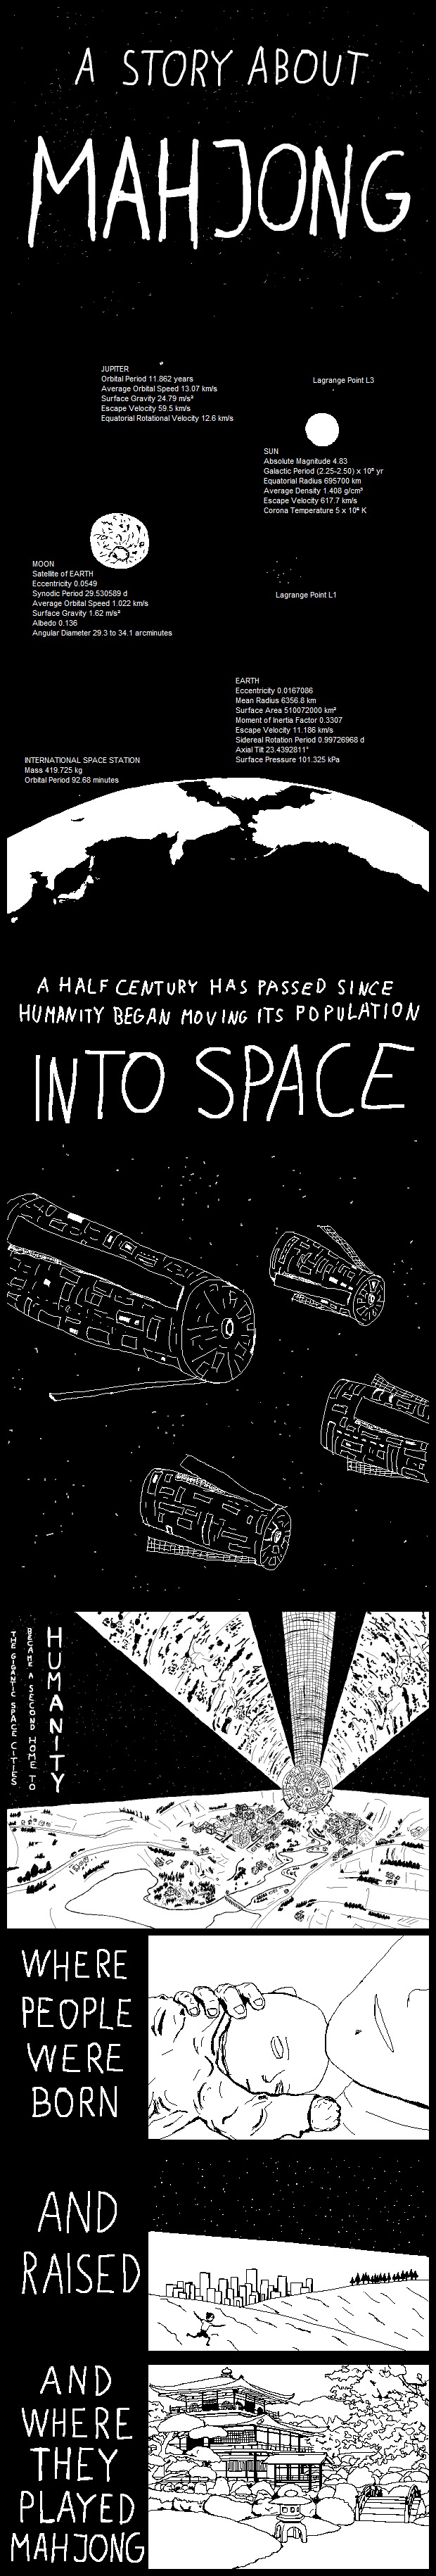 A STORY ABOUT
MAHJONG
JUPITER
Orbital Period 11.862 years
Average Orbital Speed 13.07 km/s
Surface Gravity 24.79 m/s²
Escape Velocity 59.5 km/s
Equatorial Rotational Velocity 12.6 km/s
Lagrange Point L3
SUN
Absolute Magnitude 4.83
Galactic Period (2.25-2.50) x 10⁸ yr
Equatorial Radius 695700 km
Average Density 1.408 g/cm³
Escape Velocity 617.7 km/s
Corona Temperature 5 x 10⁶ K
MOON
Satellite of EARTH
Eccentricity 0.0549
Synodic Period 29.530589 d
Average Orbital Speed 1.022 km/s
Surface Gravity 1.62 m/s²
Albedo 0.136
Angular Diameter 29.3 to 34.1 arcminutes
Lagrange Point L1
EARTH
Eccentricity 0.0167086
Mean Radius 6356.8 km
Surface Area 510072000 km²
Moment of Inertia Factor 0.3307
Escape Velocity 11.186 km/s
Sidereal Rotation Period 0.99726968 d
Axial Tilt 23.4392811°
Surface Pressure 101.325 kPa
INTERNATIONAL SPACE STATION
Mass 419.725 kg
Orbital Period 92.68 minutes
A HALF CENTURY HAS PASSED SINCE
HUMANITY BEGAN MOVING ITS POPULATION
INTO SPACE
THE GIGANTIC SPACE CITIES
BECAME A SECOND HOME TO
HUMANITY
WHERE
PEOPLE
WERE
BORN
AND
RAISED
AND
WHERE
THEY
PLAYED
MAHJONG